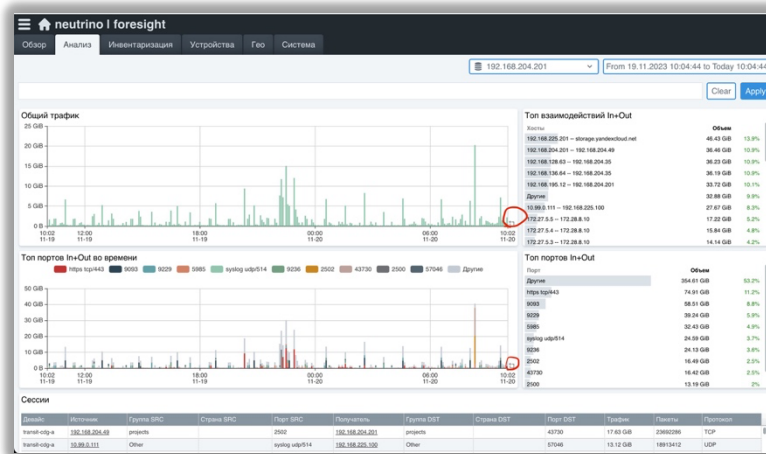 neutrino | foresight
Обзор Анализ Инвентаризация Устройства Гео Система
192.168.204.201 From 19.11.2023 10:04:44 to Today 10:04:44
Clear Apply
Общий трафик
25 GiB
20 GiB
15 GiB
10 GiB
5 GiB
0 B
10:02 12:00 18:00 00:00 06:00 10:02
11-19 11-19 11-19 11-20 11-20 11-20
Топ взаимодействий In+Out
Хосты Объем
192.168.225.201 – storage.yandexcloud.net 46.43 GiB 13.9%
192.168.204.201 – 192.168.204.49 36.46 GiB 10.9%
192.168.128.63 – 192.168.204.35 36.23 GiB 10.9%
192.168.136.64 – 192.168.204.35 36.19 GiB 10.9%
192.168.195.12 – 192.168.204.201 33.72 GiB 10.1%
Другие 32.88 GiB 9.9%
10.99.0.111 – 192.168.225.100 27.67 GiB 8.3%
172.27.5.5 – 172.28.8.10 17.22 GiB 5.2%
172.27.5.4 – 172.28.8.10 15.84 GiB 4.8%
172.27.5.3 – 172.28.8.10 14.14 GiB 4.2%
Топ портов In+Out во времени
https tcp/443 9093 9229 5985 syslog udp/514 9236 2502 43730 2500 57046 Другие
50 GiB
40 GiB
30 GiB
20 GiB
10 GiB
0 B
10:02 12:00 18:00 00:00 06:00 10:02
11-19 11-19 11-19 11-20 11-20 11-20
Топ портов In+Out
Порт Объем
Другие 354.61 GiB 53.2%
https tcp/443 74.91 GiB 11.2%
9093 58.51 GiB 8.8%
9229 39.24 GiB 5.9%
5985 32.43 GiB 4.9%
syslog udp/514 24.59 GiB 3.7%
9236 24.13 GiB 3.6%
2502 16.49 GiB 2.5%
43730 16.42 GiB 2.5%
2500 13.19 GiB 2%
Сессии
Девайс Источник Группа SRC Страна SRC Порт SRC Получатель Группа DST Страна DST Порт DST Трафик Пакеты Протокол
transit-cdg-a 192.168.204.49 projects 2502 192.168.204.201 projects 43730 17.63 GiB 23692286 TCP
transit-cdg-a 10.99.0.111 Other syslog udp/514 192.168.225.100 Other 57046 13.12 GiB 16913412 UDP